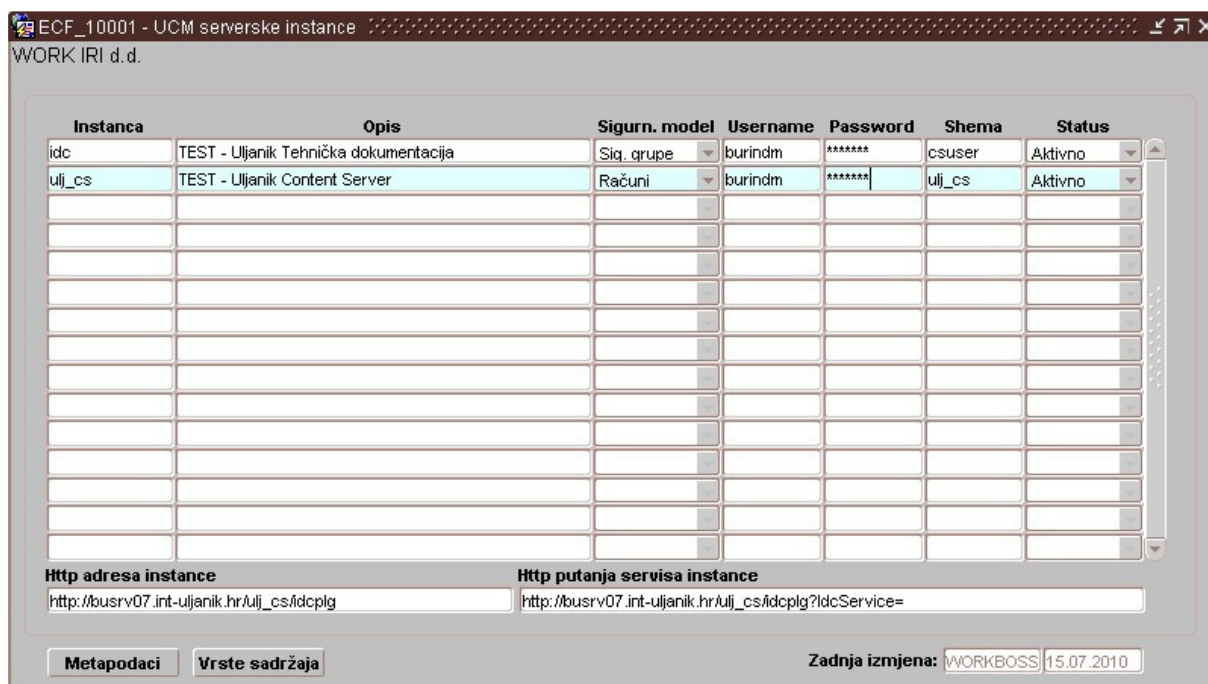 ECF_10001 - UCM serverske instance
WORK IRI d.d.
Instanca Opis Sigurn. model Username Password Shema Status
idc TEST - Uljanik Tehnička dokumentacija Sig. grupe burindm ******* csuser Aktivno
ulj_cs TEST - Uljanik Content Server Računi burindm ******* ulj_cs Aktivno
Http adresa instance Http putanja servisa instance
http://busrv07.int-uljanik.hr/ulj_cs/idcplg http://busrv07.int-uljanik.hr/ulj_cs/idcplg?IdcService=
Metapodaci Vrste sadržaja Zadnja izmjena: WORKBOSS 15.07.2010